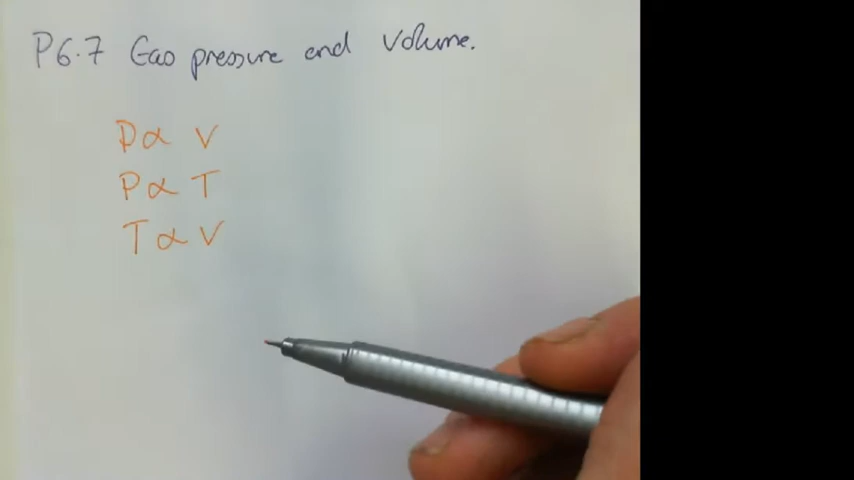 P6.7 Gas pressure and volume.
P ∝ V
P ∝ T
T ∝ V